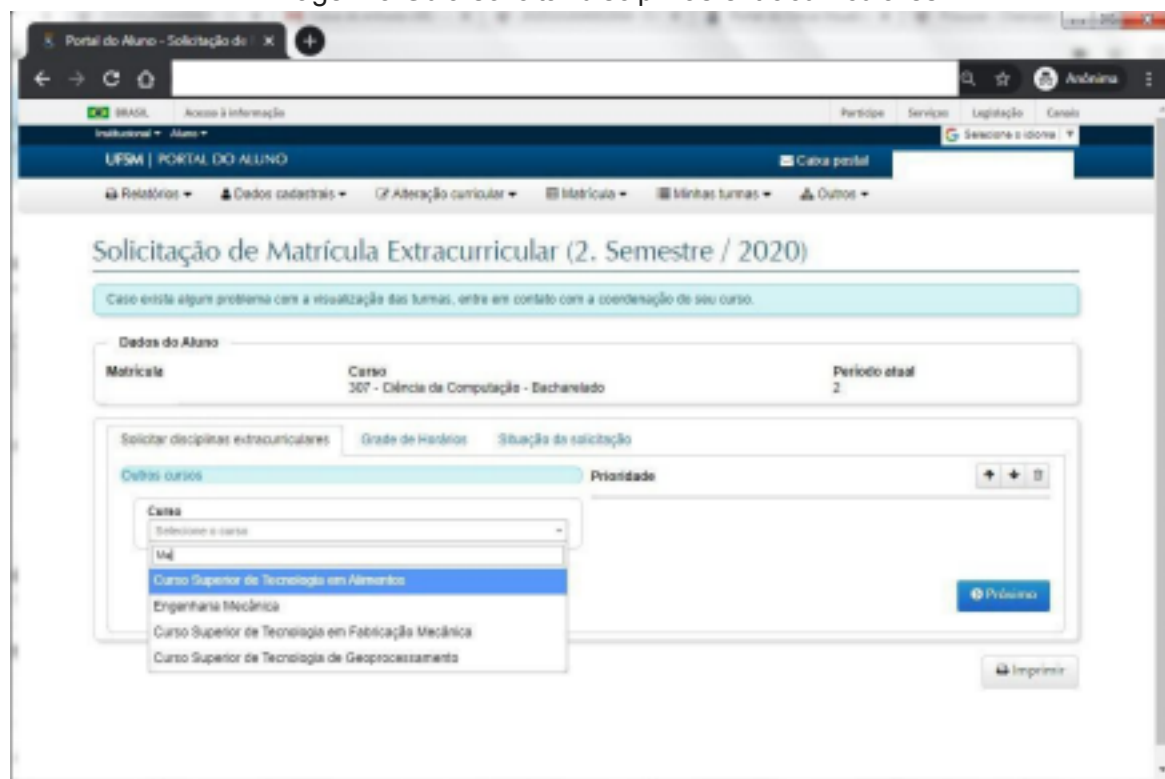 Portal do Aluno - Solicitação de
Anônima
BRASIL Acesso à informação Participe Serviços Legislação Canais
Institucional Aluno Selecione o idioma
UFSM | PORTAL DO ALUNO Caixa postal
Relatórios Dados cadastrais Alteração curricular Matrícula Minhas turmas Outros
Solicitação de Matrícula Extracurricular (2. Semestre / 2020)
Caso exista algum problema com a visualização das turmas, entre em contato com a coordenação do seu curso.
Dados do Aluno
Matrícula Curso Período atual
307 - Ciência da Computação - Bacharelado 2
Solicitar disciplinas extracurriculares Grade de Horários Situação da solicitação
Outros cursos Prioridade
Curso
Selecione o curso
Me
Curso Superior de Tecnologia em Alimentos
Engenharia Mecânica
Próximo
Curso Superior de Tecnologia em Fabricação Mecânica
Curso Superior de Tecnologia de Geoprocessamento
Imprimir